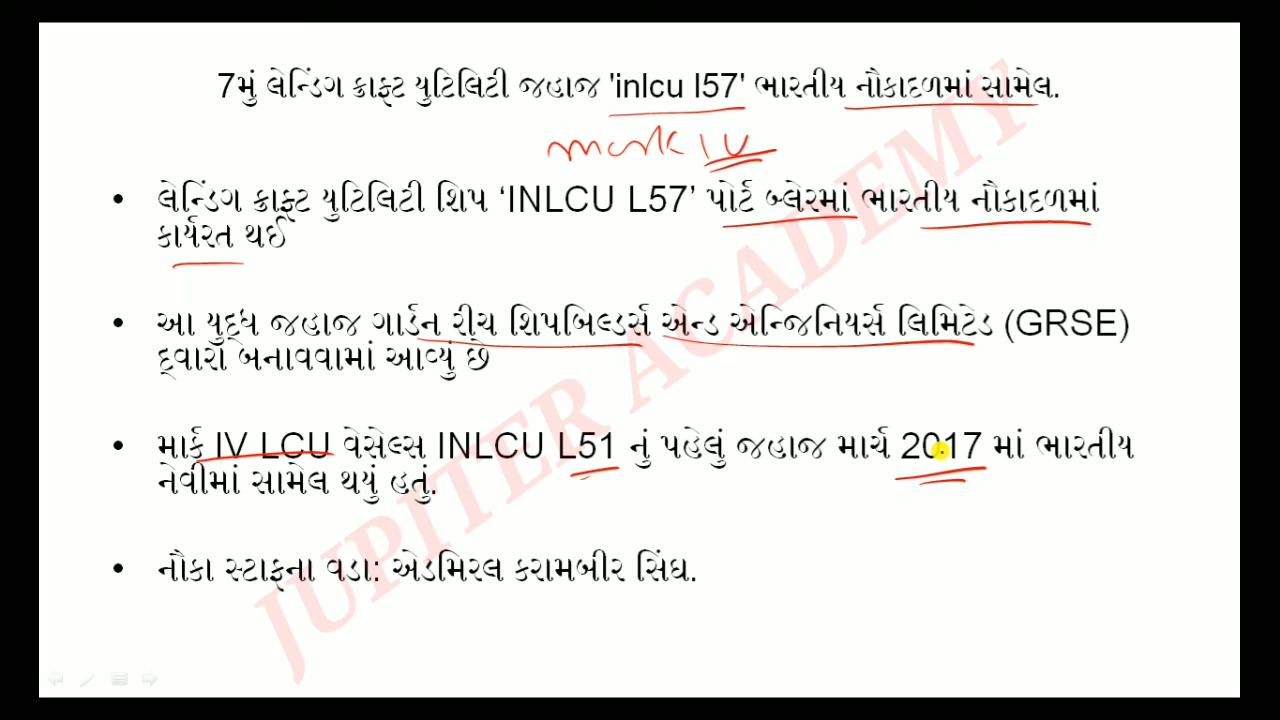 7મું લેન્ડિંગ ક્રાફ્ટ યુટિલિટી જહાજ 'inlcu l57' ભારતીય નૌકાદળમાં સામેલ.
mark IV
• લેન્ડિંગ ક્રાફ્ટ યુટિલિટી શિપ ‘INLCU L57’ પોર્ટ બ્લેરમાં ભારતીય નૌકાદળમાં
કાર્યરત થઈ
• આ યુદ્ધ જહાજ ગાર્ડન રીચ શિપબિલ્ડર્સ એન્ડ એન્જિનિયર્સ લિમિટેડ (GRSE)
દ્વારા બનાવવામાં આવ્યું છે
• માર્ક IV LCU વેસેલ્સ INLCU L51 નું પહેલું જહાજ માર્ચ 2017 માં ભારતીય
નેવીમાં સામેલ થયું હતું.
• નૌકા સ્ટાફના વડા: એડમિરલ કરામબીર સિંઘ.
JUPITER ACADEMY